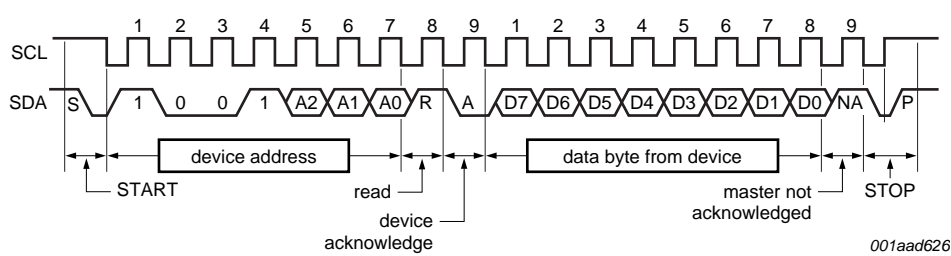 1 2 3 4 5 6 7 8 9 1 2 3 4 5 6 7 8 9
SCL
SDA S 1 0 0 1 A2 A1 A0 R A D7 D6 D5 D4 D3 D2 D1 D0 NA P
device address data byte from device
START read master not STOP
device acknowledged
acknowledge
001aad626